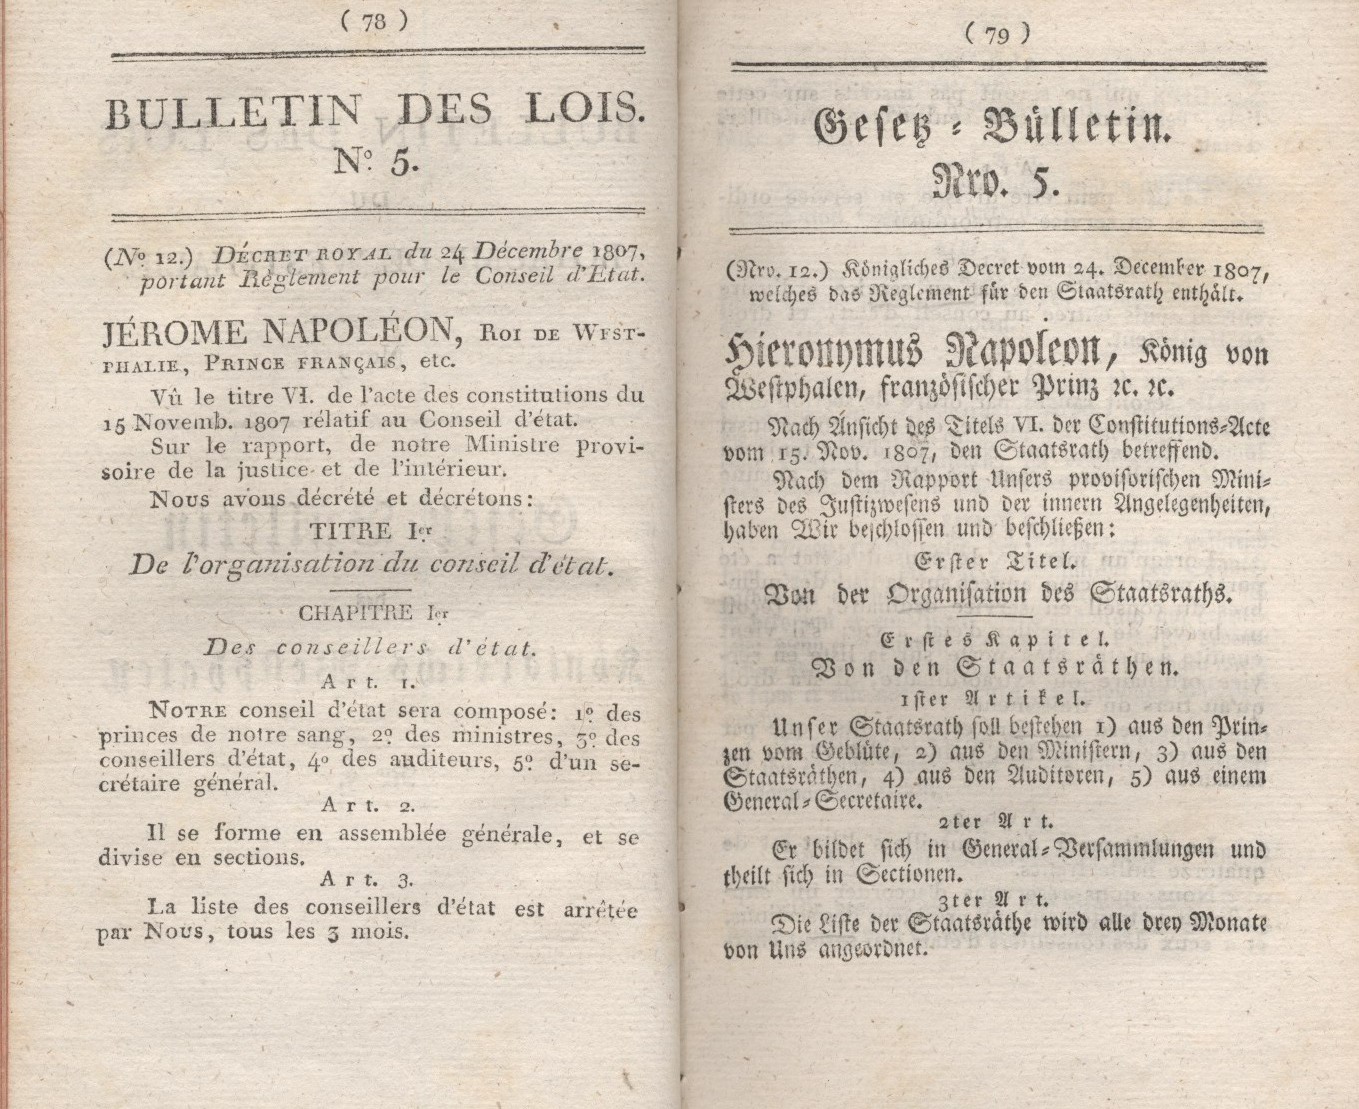 ( 78 )
BULLETIN DES LOIS.
N.º 5.
(N.º 12.) DÉCRET ROYAL du 24 Décembre 1807,
portant Règlement pour le Conseil d'Etat.
JÉROME NAPOLÉON, ROI DE WEST-
PHALIE, PRINCE FRANÇAIS, etc.
Vû le titre VI. de l'acte des constitutions du
15 Novemb. 1807 rélatif au Conseil d'état.
Sur le rapport, de notre Ministre provi-
soire de la justice et de l'intérieur.
Nous avons décrété et décrétons:
TITRE I.er
De l'organisation du conseil d'état.
CHAPITRE I.er
Des conseillers d'état.
Art. 1.
NOTRE conseil d'état sera composé: 1.º des
princes de notre sang, 2.º des ministres, 3.º des
conseillers d'état, 4.º des auditeurs, 5.º d'un se-
crétaire général.
Art. 2.
Il se forme en assemblée générale, et se
divise en sections.
Art. 3.
La liste des conseillers d'état est arrêtée
par Nous, tous les 3 mois.
( 79 )
Gesetz-Bülletin.
Nro. 5.
(Nro. 12.) Königliches Decret vom 24. December 1807,
welches das Reglement für den Staatsrath enthält.
Hieronymus Napoleon, König von
Westphalen, französischer Prinz ꝛc. ꝛc.
Nach Ansicht des Titels VI. der Constitutions-Acte
vom 15. Nov. 1807, den Staatsrath betreffend.
Nach dem Rapport Unsers provisorischen Mini-
sters des Justizwesens und der innern Angelegenheiten,
haben Wir beschlossen und beschließen:
Erster Titel.
Von der Organisation des Staatsraths.
Erstes Kapitel.
Von den Staatsräthen.
1ster Artikel.
Unser Staatsrath soll bestehen 1) aus den Prin-
zen vom Geblüte, 2) aus den Ministern, 3) aus den
Staatsräthen, 4) aus den Auditoren, 5) aus einem
General-Secretaire.
2ter Art.
Er bildet sich in General-Versammlungen und
theilt sich in Sectionen.
3ter Art.
Die Liste der Staatsräthe wird alle drey Monate
von Uns angeordnet.